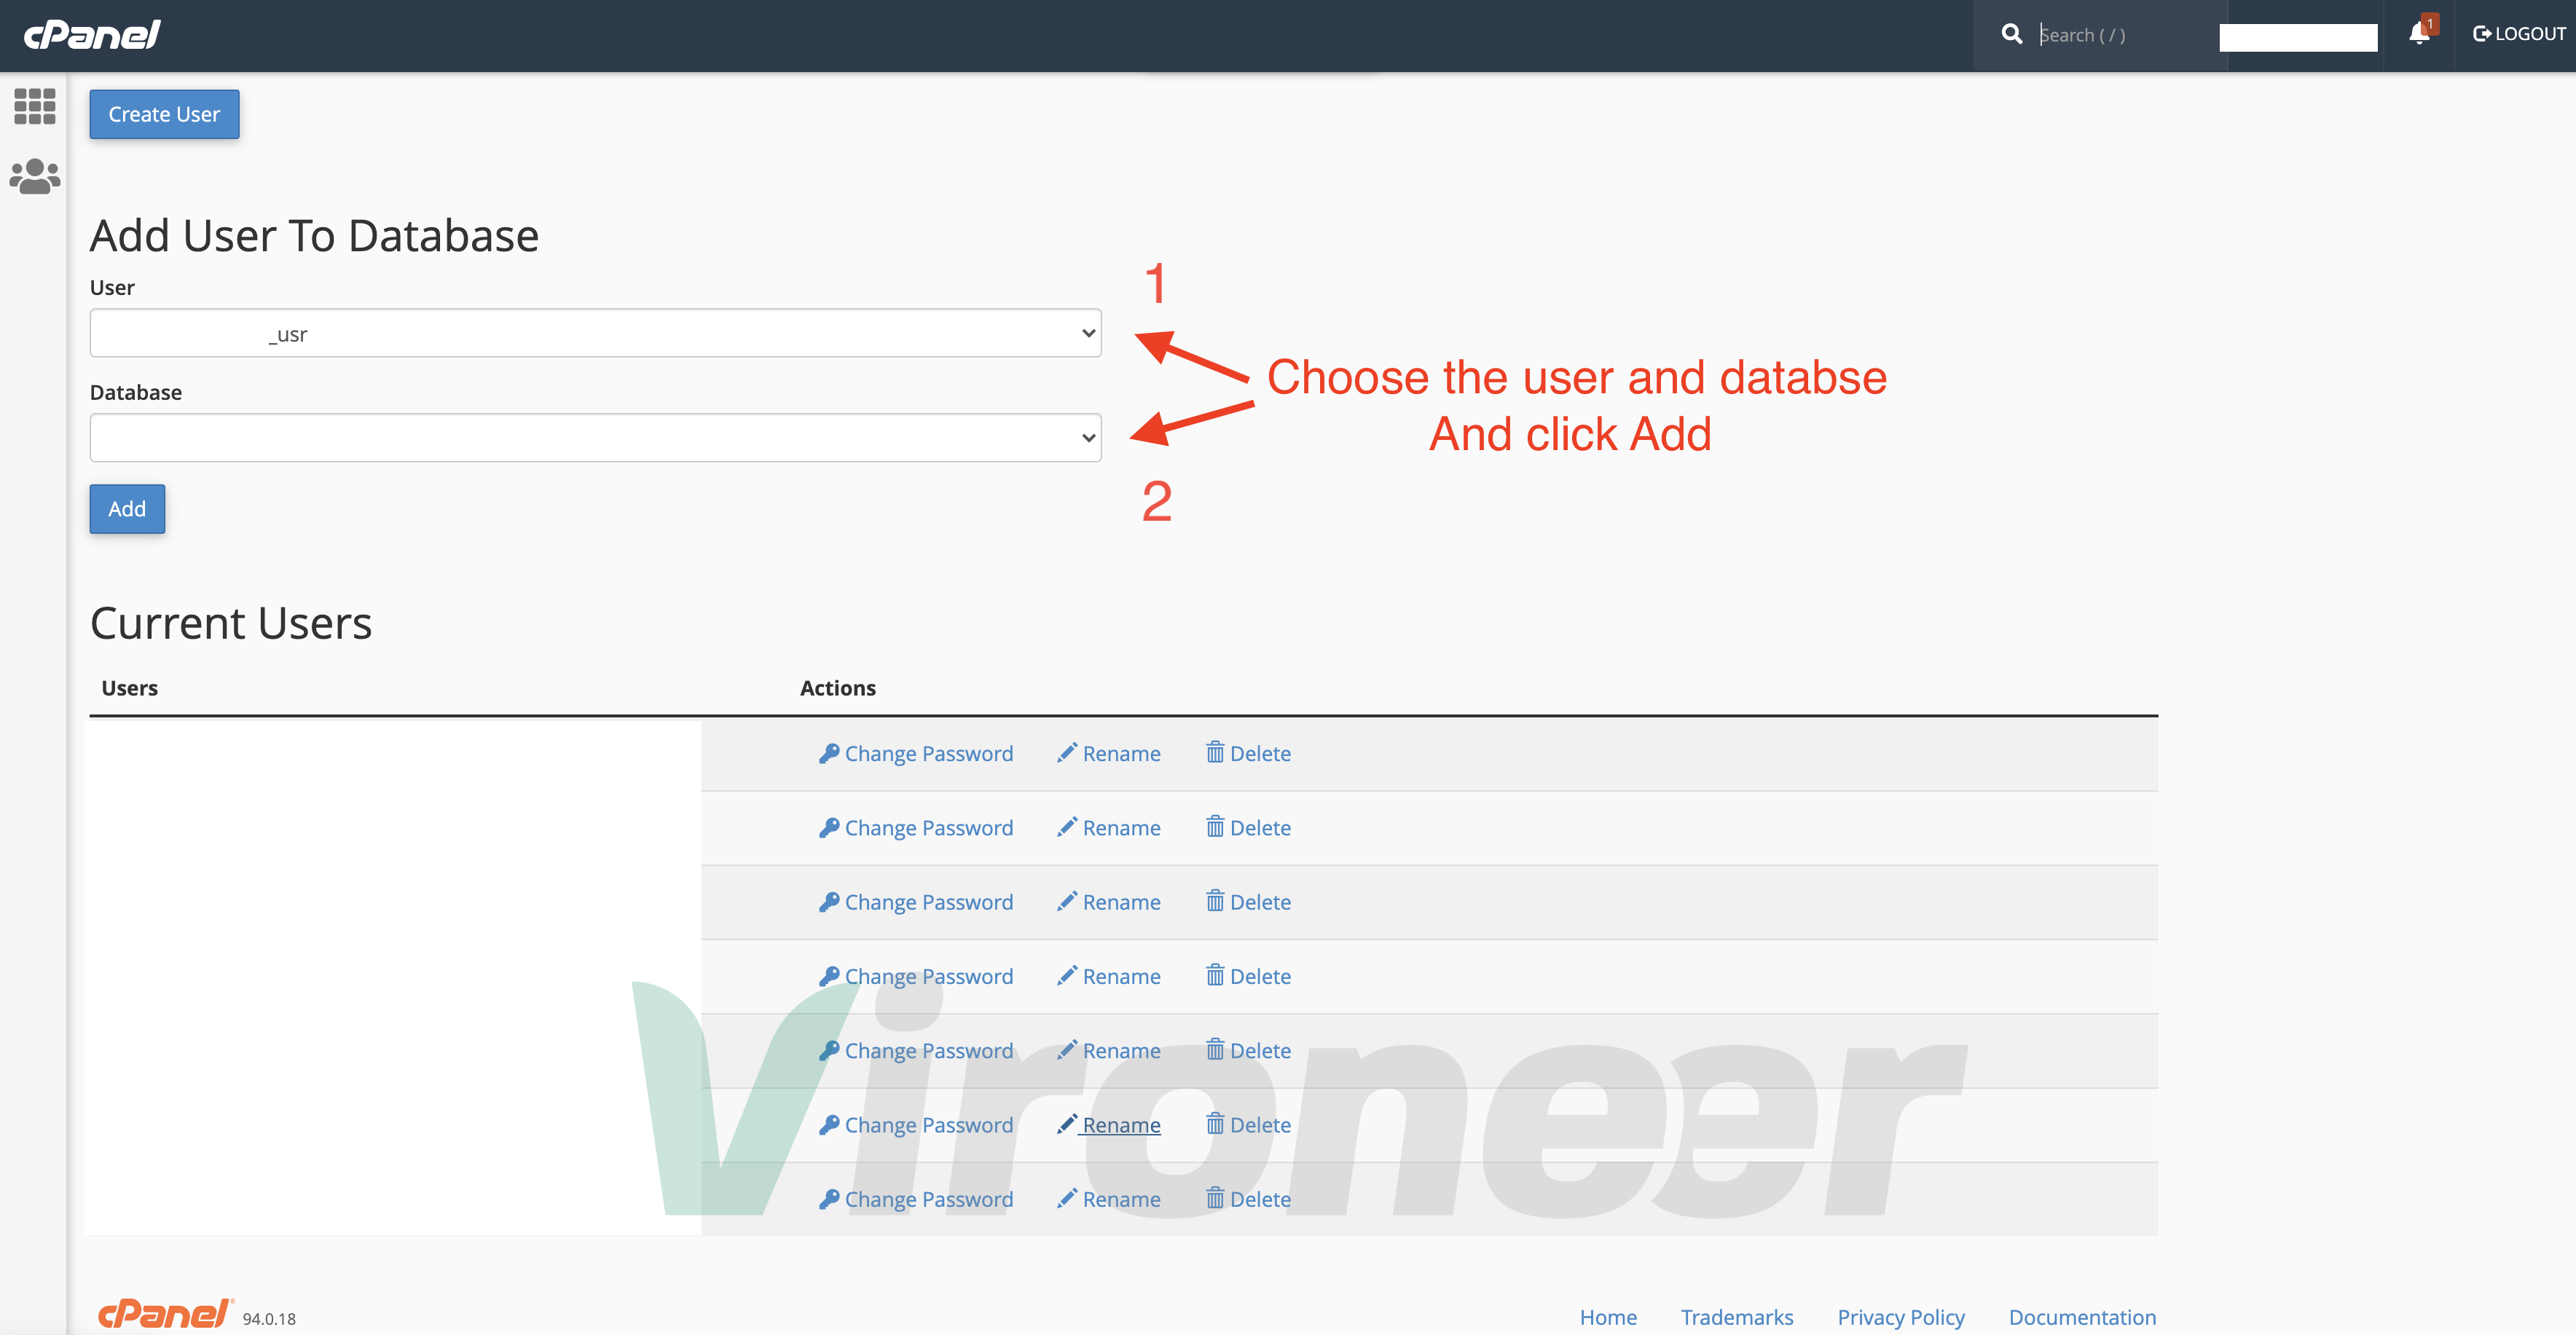 cPanel
Search ( / )
1
LOGOUT
Create User
Add User To Database
User
1
_usr
Choose the user and databse
And click Add
Database
2
Add
Current Users
Users Actions
Change Password Rename Delete
Change Password Rename Delete
Change Password Rename Delete
Change Password Rename Delete
Change Password Rename Delete
Change Password Rename Delete
Change Password Rename Delete
Vironeer
cPanel 94.0.18
Home Trademarks Privacy Policy Documentation